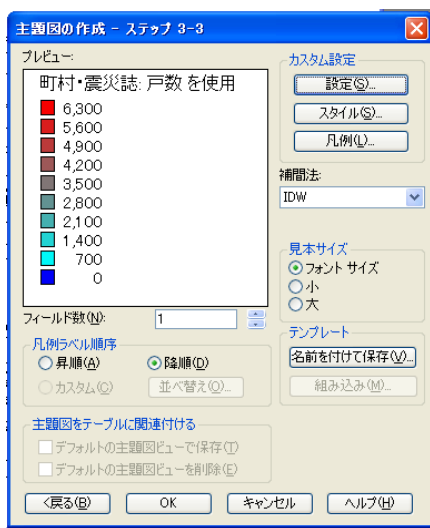 主題図の作成 - ステップ 3-3
プレビュー:
町村・震災誌: 戸数 を使用
6,300
5,600
4,900
4,200
3,500
2,800
2,100
1,400
700
0
フィールド数(N):
1
凡例ラベル順序
昇順(A)
降順(D)
カスタム(C)
並べ替え(O)...
主題図をテーブルに関連付ける
デフォルトの主題図ビューで保存(T)
デフォルトの主題図ビューを削除(E)
カスタム設定
設定(S)...
スタイル(S)...
凡例(L)...
補間法:
IDW
見本サイズ
フォント サイズ
小
大
テンプレート
名前を付けて保存(V)...
組み込み(M)...
<戻る(B)
OK
キャンセル
ヘルプ(H)